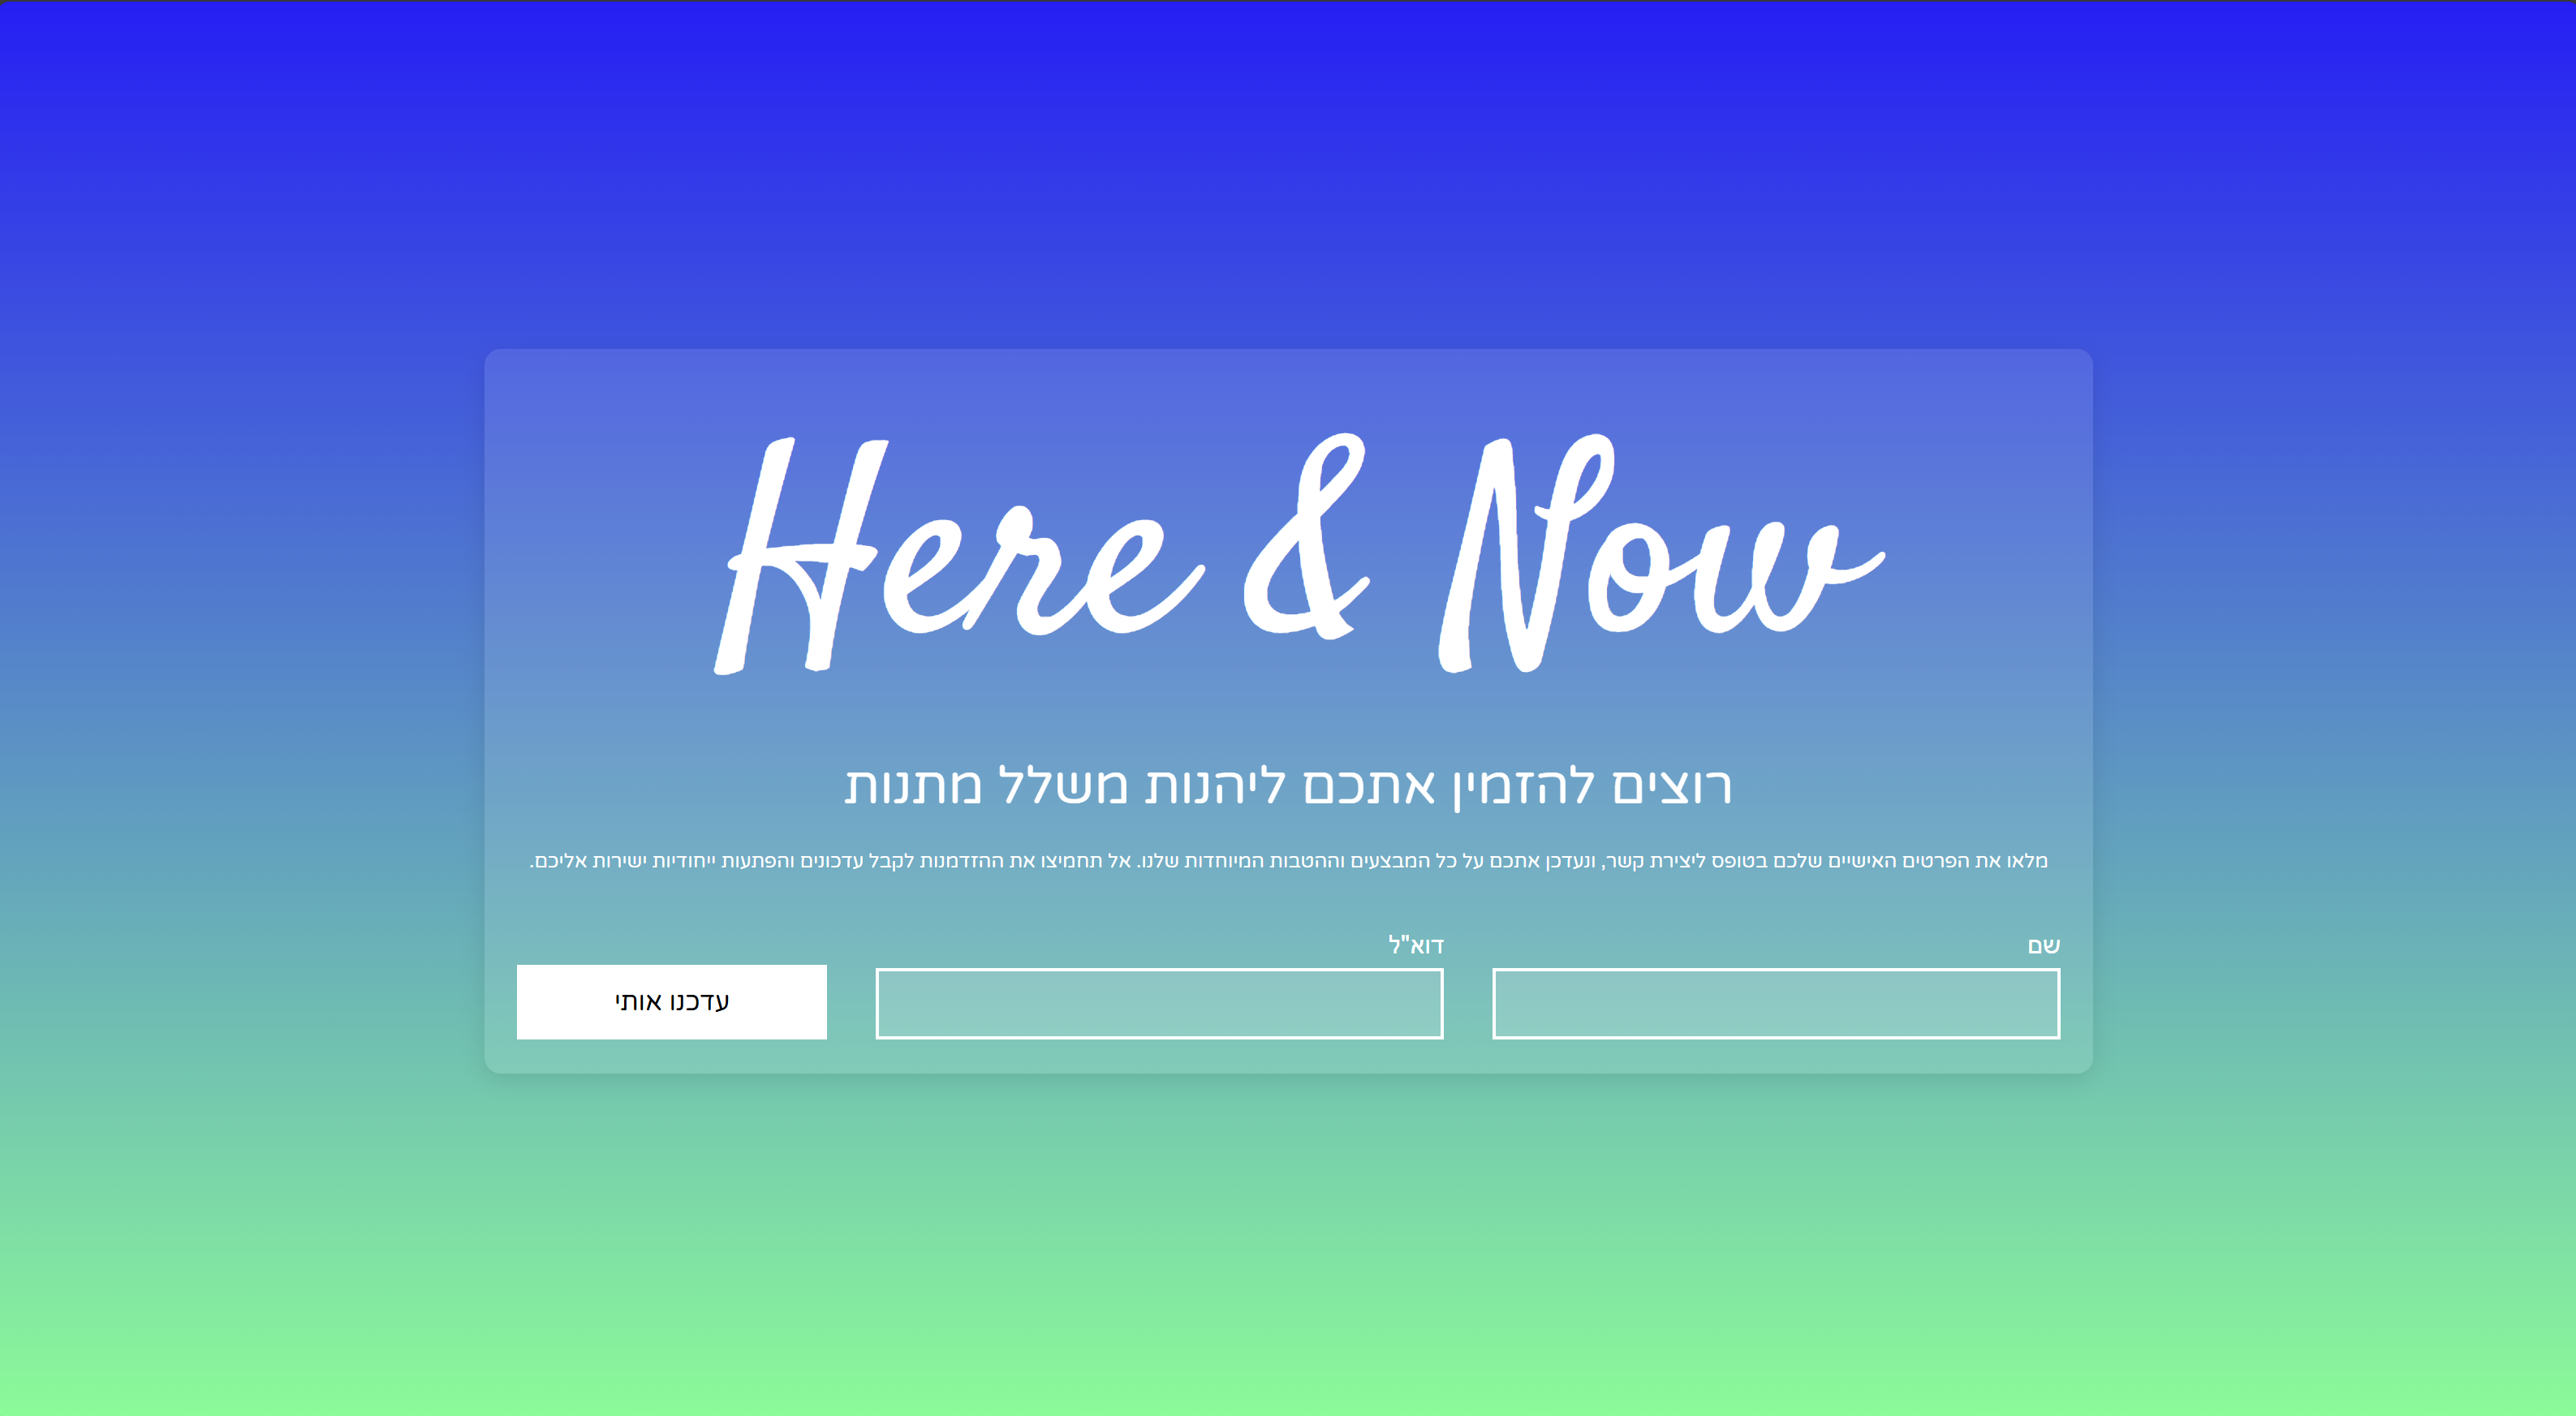 Here & Now
רוצים להזמין אתכם ליהנות משלל מתנות
מלאו את הפרטים האישיים שלכם בטופס ליצירת קשר, ונעדכן אתכם על כל המבצעים וההטבות המיוחדות שלנו. אל תחמיצו את ההזדמנות לקבל עדכונים והפתעות ייחודיות ישירות אליכם.
שם
דוא"ל
עדכנו אותי